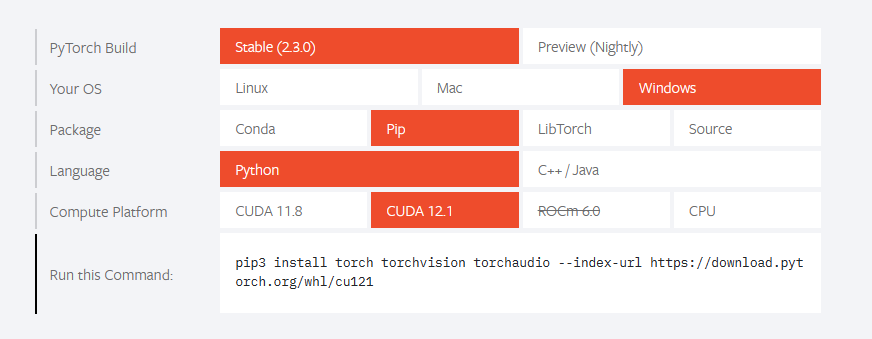 PyTorch Build Stable (2.3.0) Preview (Nightly)
Your OS Linux Mac Windows
Package Conda Pip LibTorch Source
Language Python C++ / Java
Compute Platform CUDA 11.8 CUDA 12.1 ROCm 6.0 CPU
Run this Command: pip3 install torch torchvision torchaudio --index-url https://download.pyt
orch.org/whl/cu121